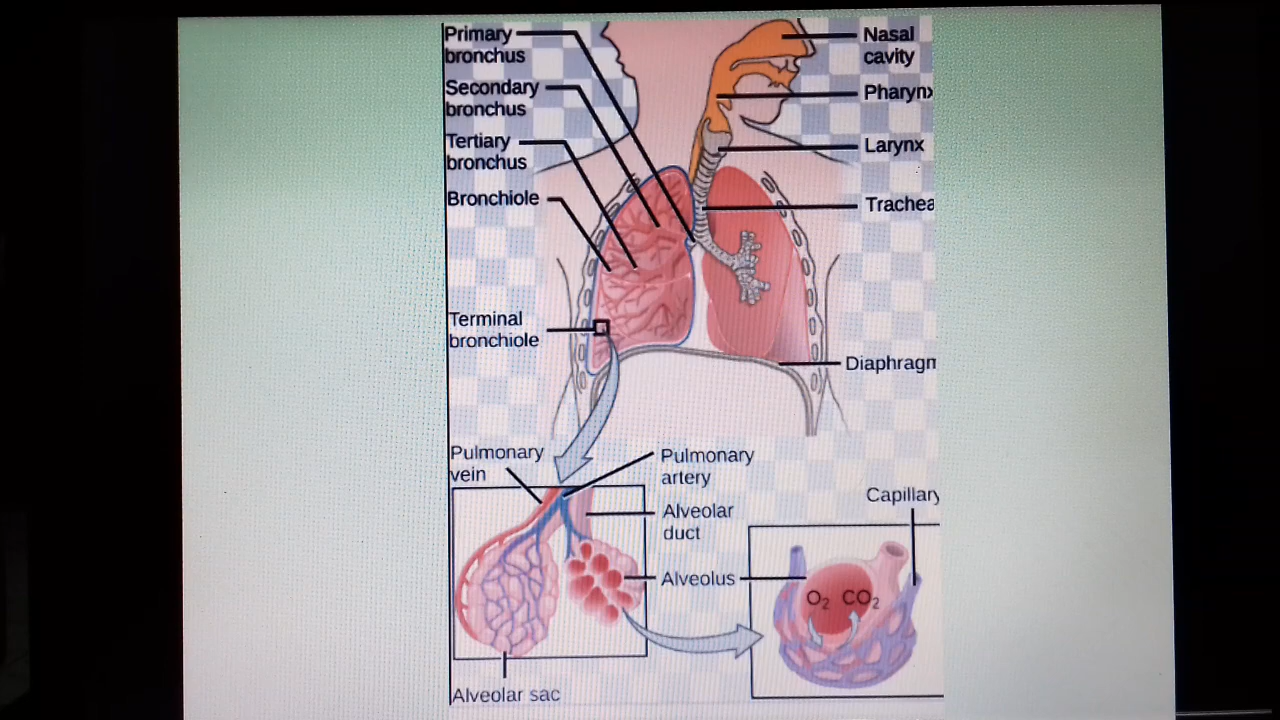 Primary
bronchus
Secondary
bronchus
Tertiary
bronchus
Bronchiole
Terminal
bronchiole
Nasal
cavity
Pharynx
Larynx
Trachea
Diaphragm
Pulmonary
vein
Pulmonary
artery
Alveolar
duct
Alveolus
Alveolar sac
Capillary
O₂ CO₂